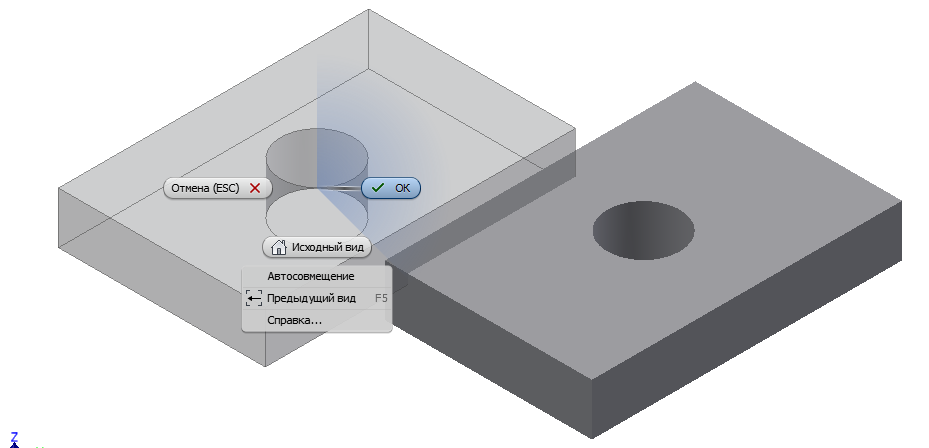 Отмена (ESC)
OK
Исходный вид
Автосовмещение
Предыдущий вид F5
Справка...
Z